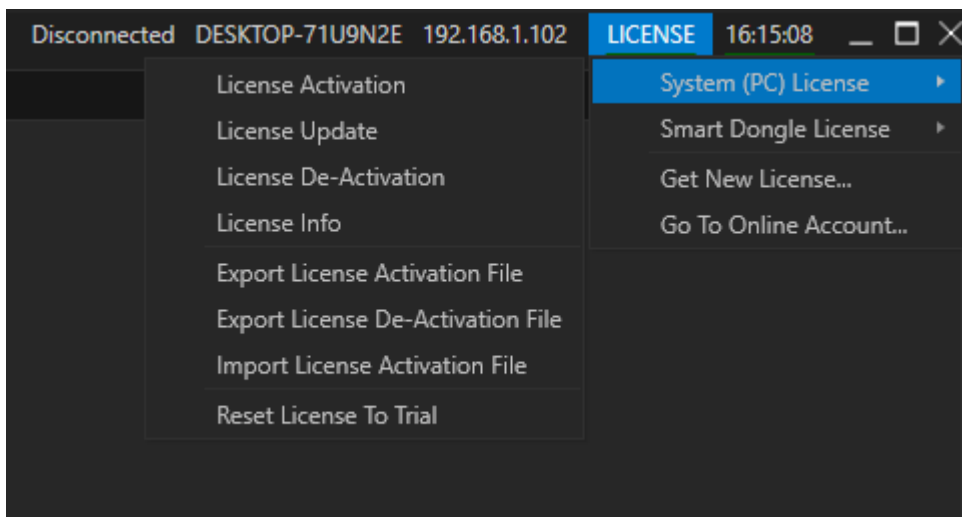 Disconnected DESKTOP-71U9N2E 192.168.1.102 LICENSE 16:15:08
License Activation
License Update
License De-Activation
License Info
Export License Activation File
Export License De-Activation File
Import License Activation File
Reset License To Trial
System (PC) License
Smart Dongle License
Get New License...
Go To Online Account...